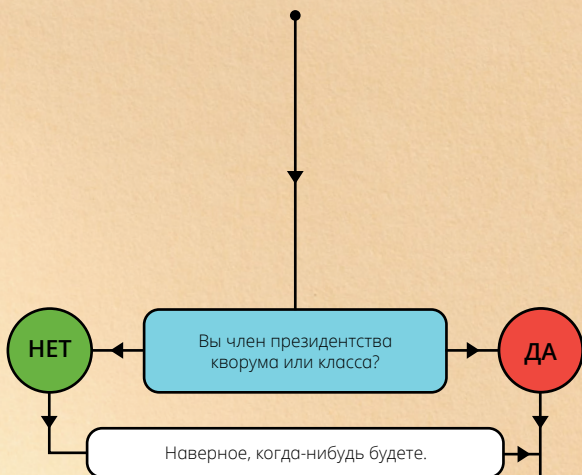 Вы член президентства
кворума или класса?
НЕТ
ДА
Наверное, когда-нибудь будете.